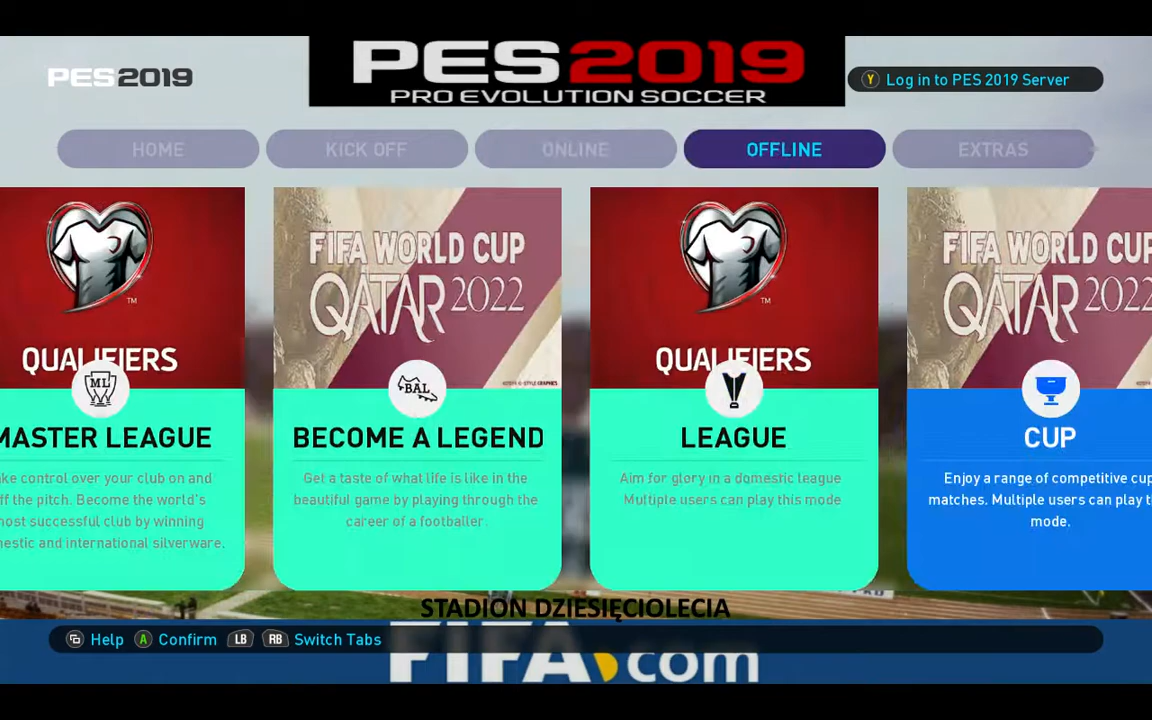 PES2019
PES2019
PRO EVOLUTION SOCCER
Y Log in to PES 2019 Server
HOME
KICK OFF
ONLINE
OFFLINE
EXTRAS
QUALIFIERS
ML
MASTER LEAGUE
ke control over your club on and
ff the pitch. Become the world's
most successful club by winning
nestic and international silverware.
FIFA WORLD CUP
QATAR 2022
BAL
BECOME A LEGEND
Get a taste of what life is like in the
beautiful game by playing through the
career of a footballer.
TM
QUALIFIERS
LEAGUE
Aim for glory in a domestic league
Multiple users can play this mode
FIFA WORLD CUP
QATAR 2022
CUP
Enjoy a range of competitive cup
matches. Multiple users can play t
mode.
STADION DZIESIĘCIOLECIA
Help A Confirm LB RB Switch Tabs
FIFA.com